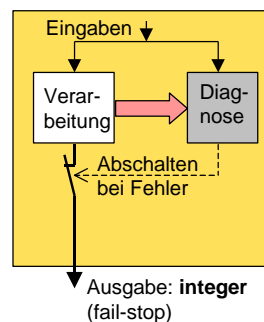 Eingaben
Verar-
beitung
Diag-
nose
Abschalten
bei Fehler
Ausgabe: integer
(fail-stop)